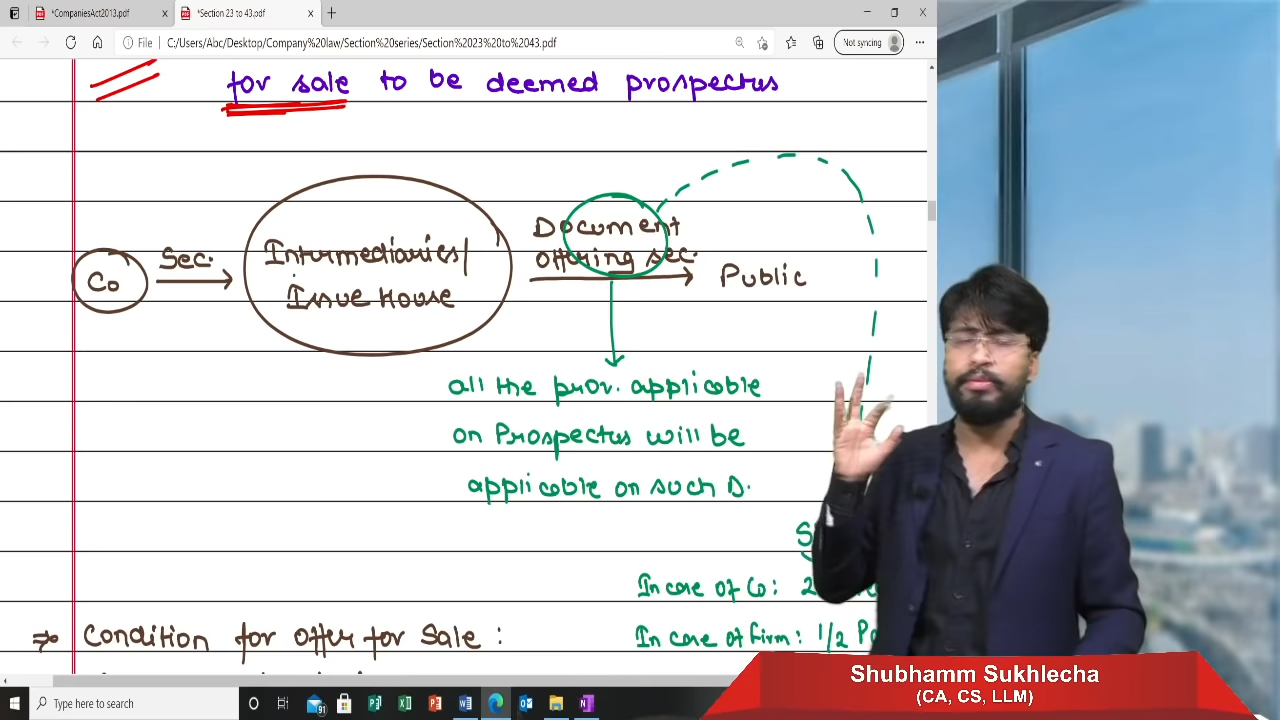 *CompaniesAct2013.pdf
*Section 23 to 43.pdf
File
C:/Users/Abc/Desktop/Company%20law/Section%20series/Section%2023%20to%2043.pdf
Not syncing
for sale to be deemed prospectus
Co
Sec.
Intermediaries/
Issue House
Document
offering sec.
Public
all the prov. applicable
on Prospectus will be
applicable on such D.
In case of Co: 2
In case of Firm: 1/2
⇒ Condition for offer for Sale :
Shubhamm Sukhlecha
(CA, CS, LLM)
Type here to search
91